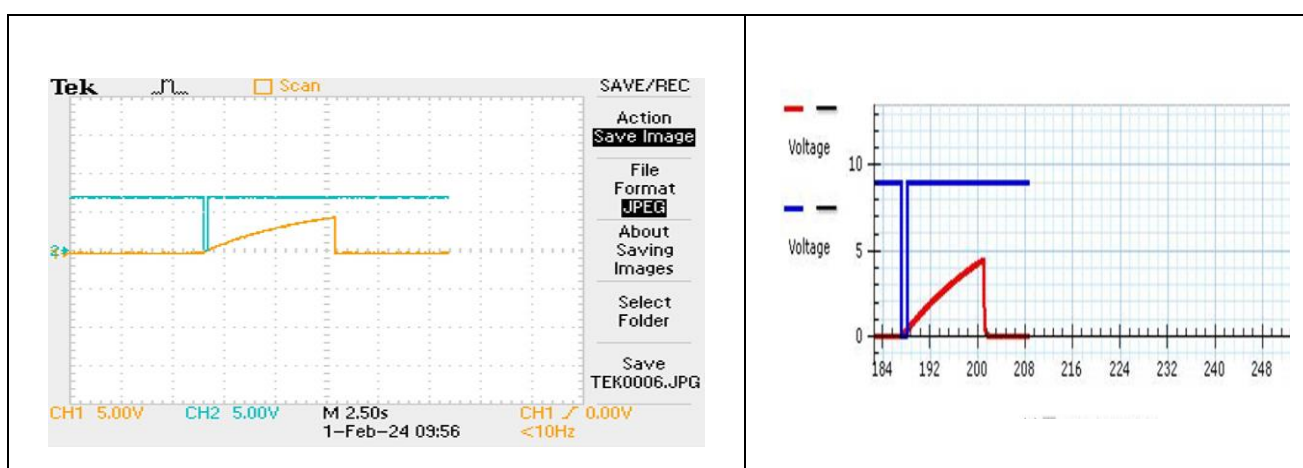 Tek
Scan
SAVE/REC
Action
Save Image
File
Format
JPEG
About
Saving
Images
Select
Folder
Save
TEK0006.JPG
2
CH1 5.00V CH2 5.00V M 2.50s CH1 0.00V
1-Feb-24 09:56 <10Hz
Voltage
10
Voltage
5
0
184 192 200 208 216 224 232 240 248